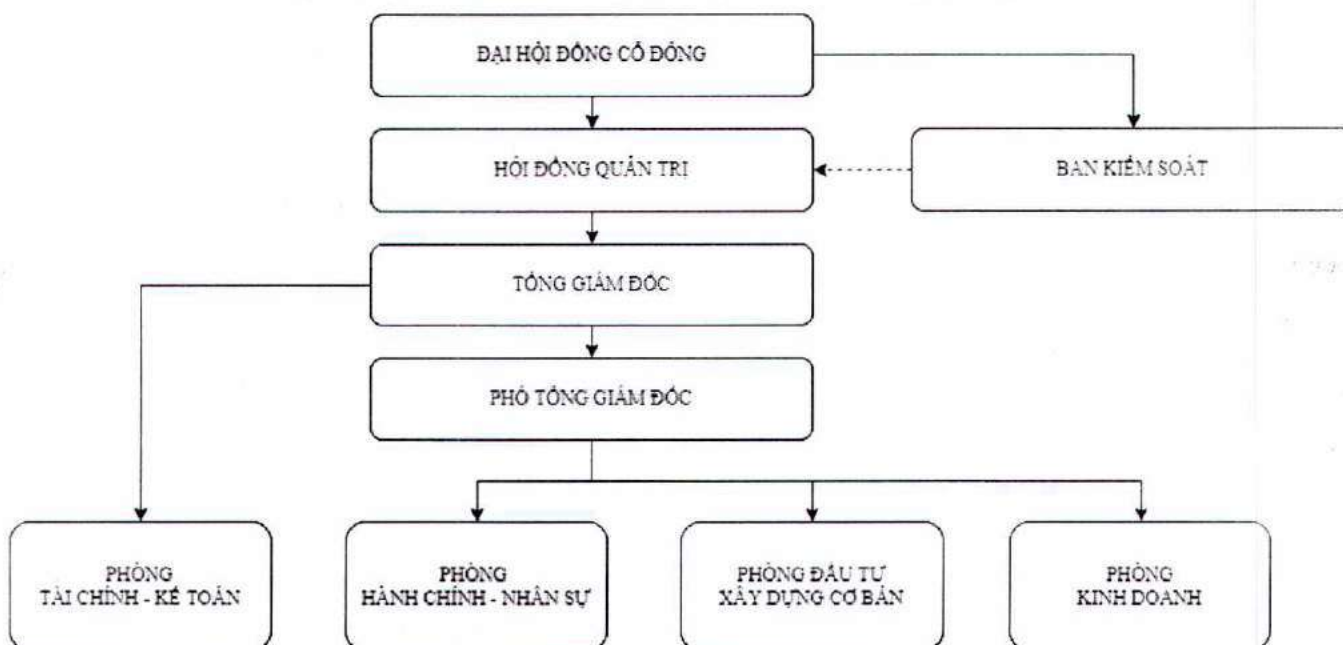 ĐẠI HỘI ĐỒNG CỔ ĐÔNG
HỘI ĐỒNG QUẢN TRỊ
BAN KIỂM SOÁT
TỔNG GIÁM ĐỐC
PHÓ TỔNG GIÁM ĐỐC
PHÒNG
TÀI CHÍNH - KẾ TOÁN
PHÒNG
HÀNH CHÍNH - NHÂN SỰ
PHÒNG ĐẦU TƯ
XÂY DỰNG CƠ BẢN
PHÒNG
KINH DOANH